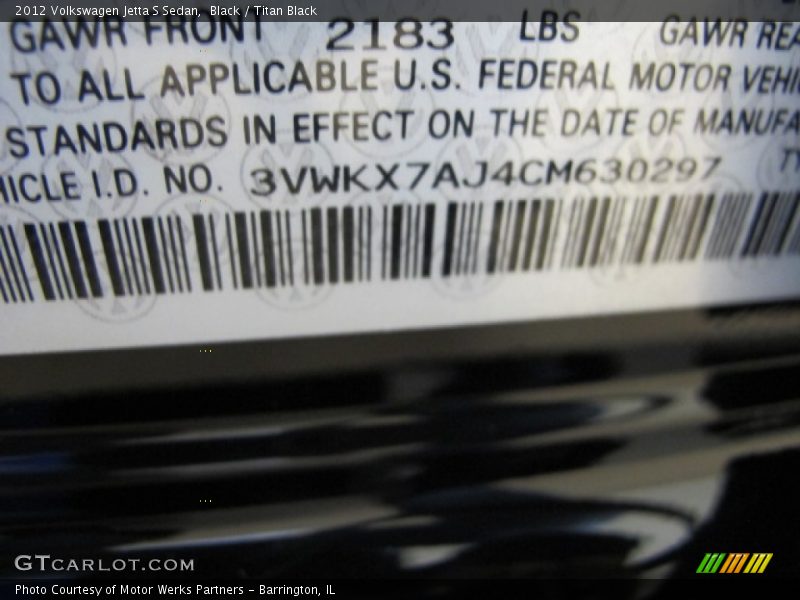 2012 Volkswagen Jetta S Sedan, Black / Titan Black
GAWR FRONT 2183 LBS GAWR REA
TO ALL APPLICABLE U.S. FEDERAL MOTOR VEHI
STANDARDS IN EFFECT ON THE DATE OF MANUFA
HICLE I.D. NO. 3VWKX7AJ4CM630297 TY
GTCARLOT.COM
Photo Courtesy of Motor Werks Partners - Barrington, IL